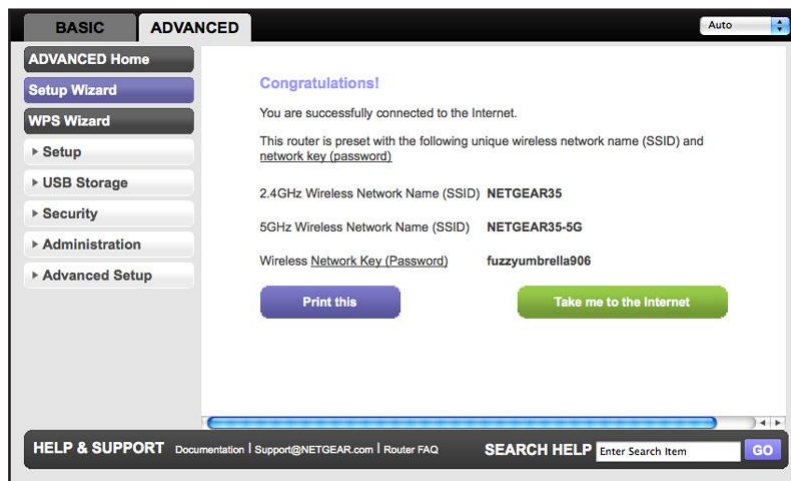 BASIC
ADVANCED
Auto
ADVANCED Home
Setup Wizard
WPS Wizard
Setup
USB Storage
Security
Administration
Advanced Setup
Congratulations!
You are successfully connected to the Internet.
This router is preset with the following unique wireless network name (SSID) and
network key (password)
2.4GHz Wireless Network Name (SSID) NETGEAR35
5GHz Wireless Network Name (SSID) NETGEAR35-5G
Wireless Network Key (Password) fuzzyumbrella906
Print this
Take me to the Internet
HELP & SUPPORT Documentation | Support@NETGEAR.com | Router FAQ
SEARCH HELP Enter Search Item GO